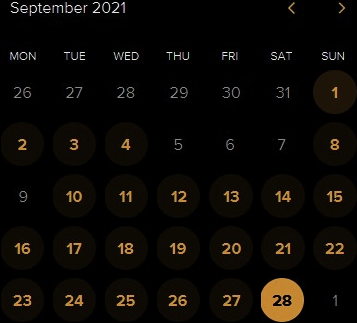 September 2021
MON TUE WED THU FRI SAT SUN
26 27 28 29 30 31 1
2 3 4 5 6 7 8
9 10 11 12 13 14 15
16 17 18 19 20 21 22
23 24 25 26 27 28 1